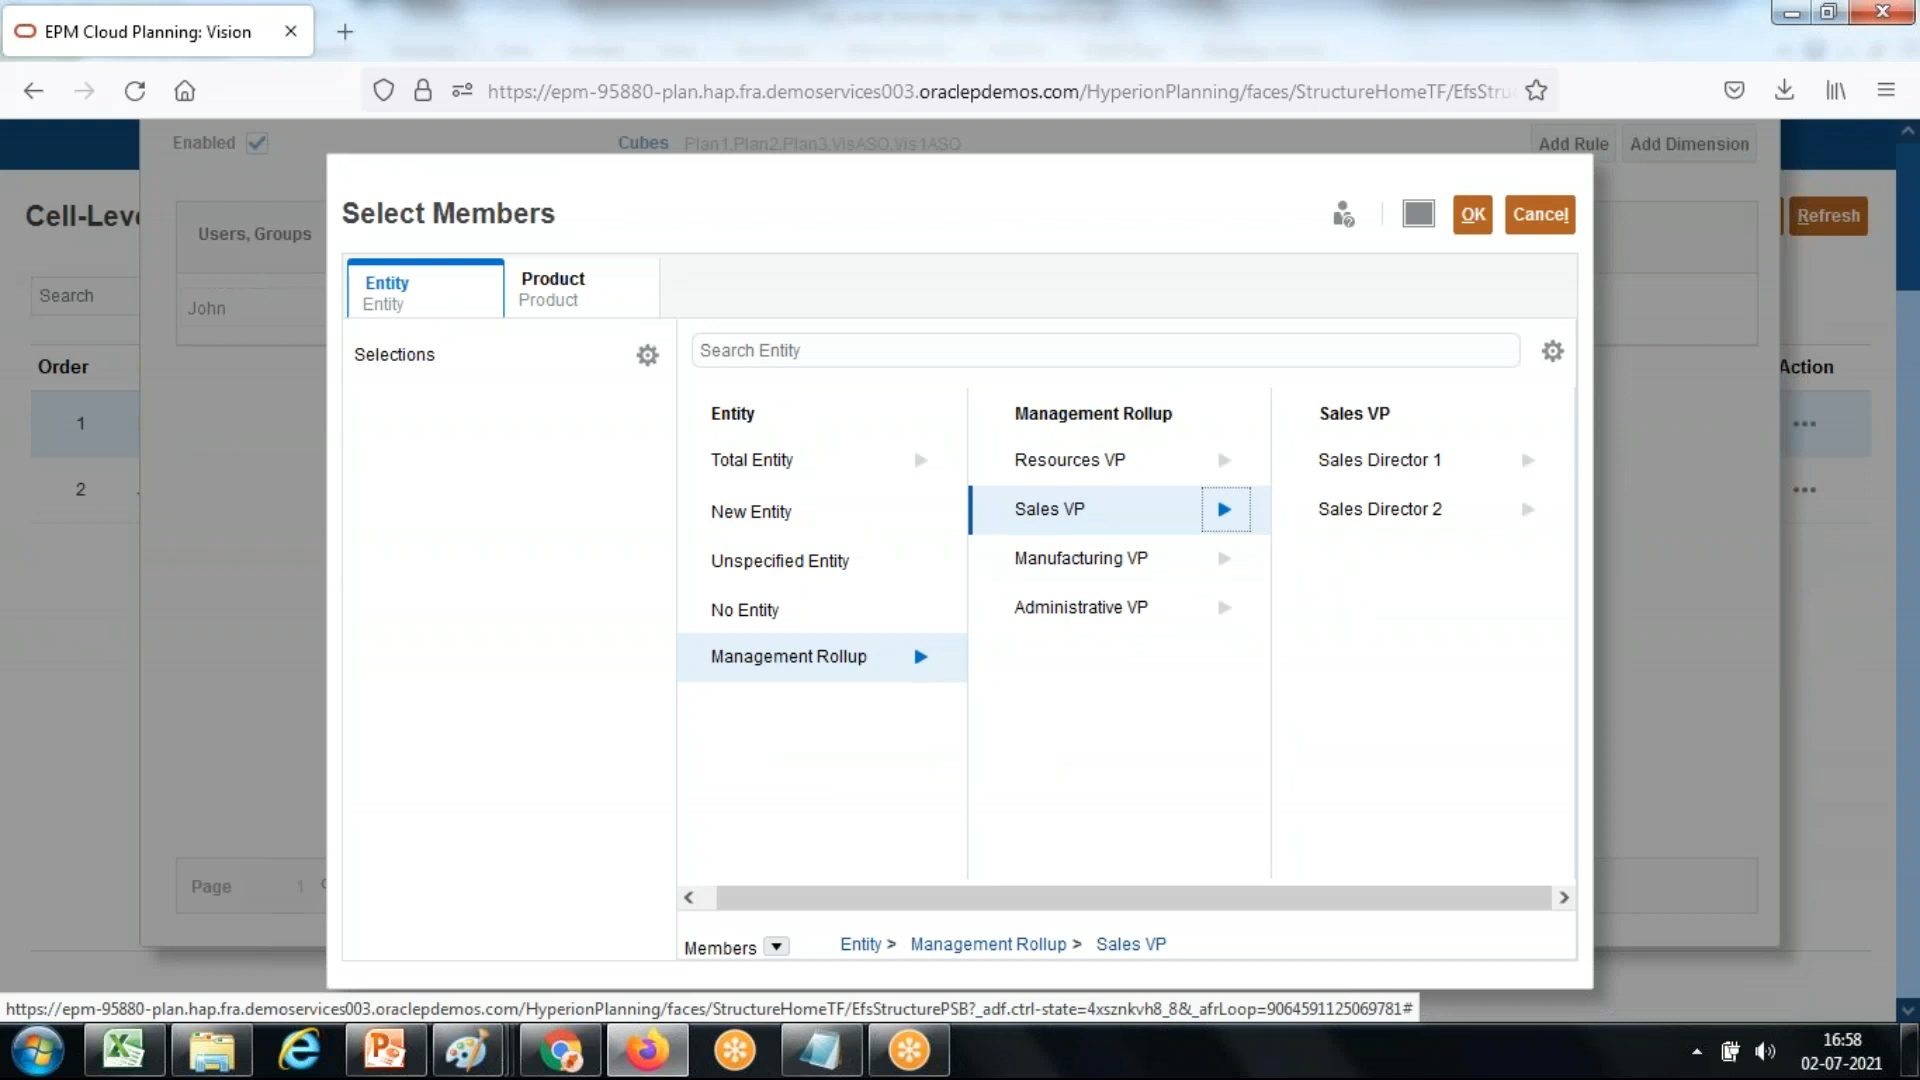 EPM Cloud Planning: Vision
https://epm-95880-plan.hap.fra.demoservices003.oraclepdemos.com/HyperionPlanning/faces/StructureHomeTF/EfsStru
Enabled
Cubes Plan1,Plan2,Plan3,VisASO,Vis1ASO
Add Rule Add Dimension
Cell-Leve
Users, Groups
Select Members
OK Cancel
Refresh
Search
John
Entity
Entity
Product
Product
Selections
Search Entity
Order
Action
Entity
Management Rollup
Sales VP
1
Total Entity
Resources VP
Sales Director 1
2
New Entity
Sales VP
Sales Director 2
Unspecified Entity
Manufacturing VP
No Entity
Administrative VP
Management Rollup
Page 1
Members
Entity > Management Rollup > Sales VP
https://epm-95880-plan.hap.fra.demoservices003.oraclepdemos.com/HyperionPlanning/faces/StructureHomeTF/EfsStructurePSB?_adf.ctrl-state=4xsznkvh8_8&_afrLoop=9064591125069781#
16:58
02-07-2021